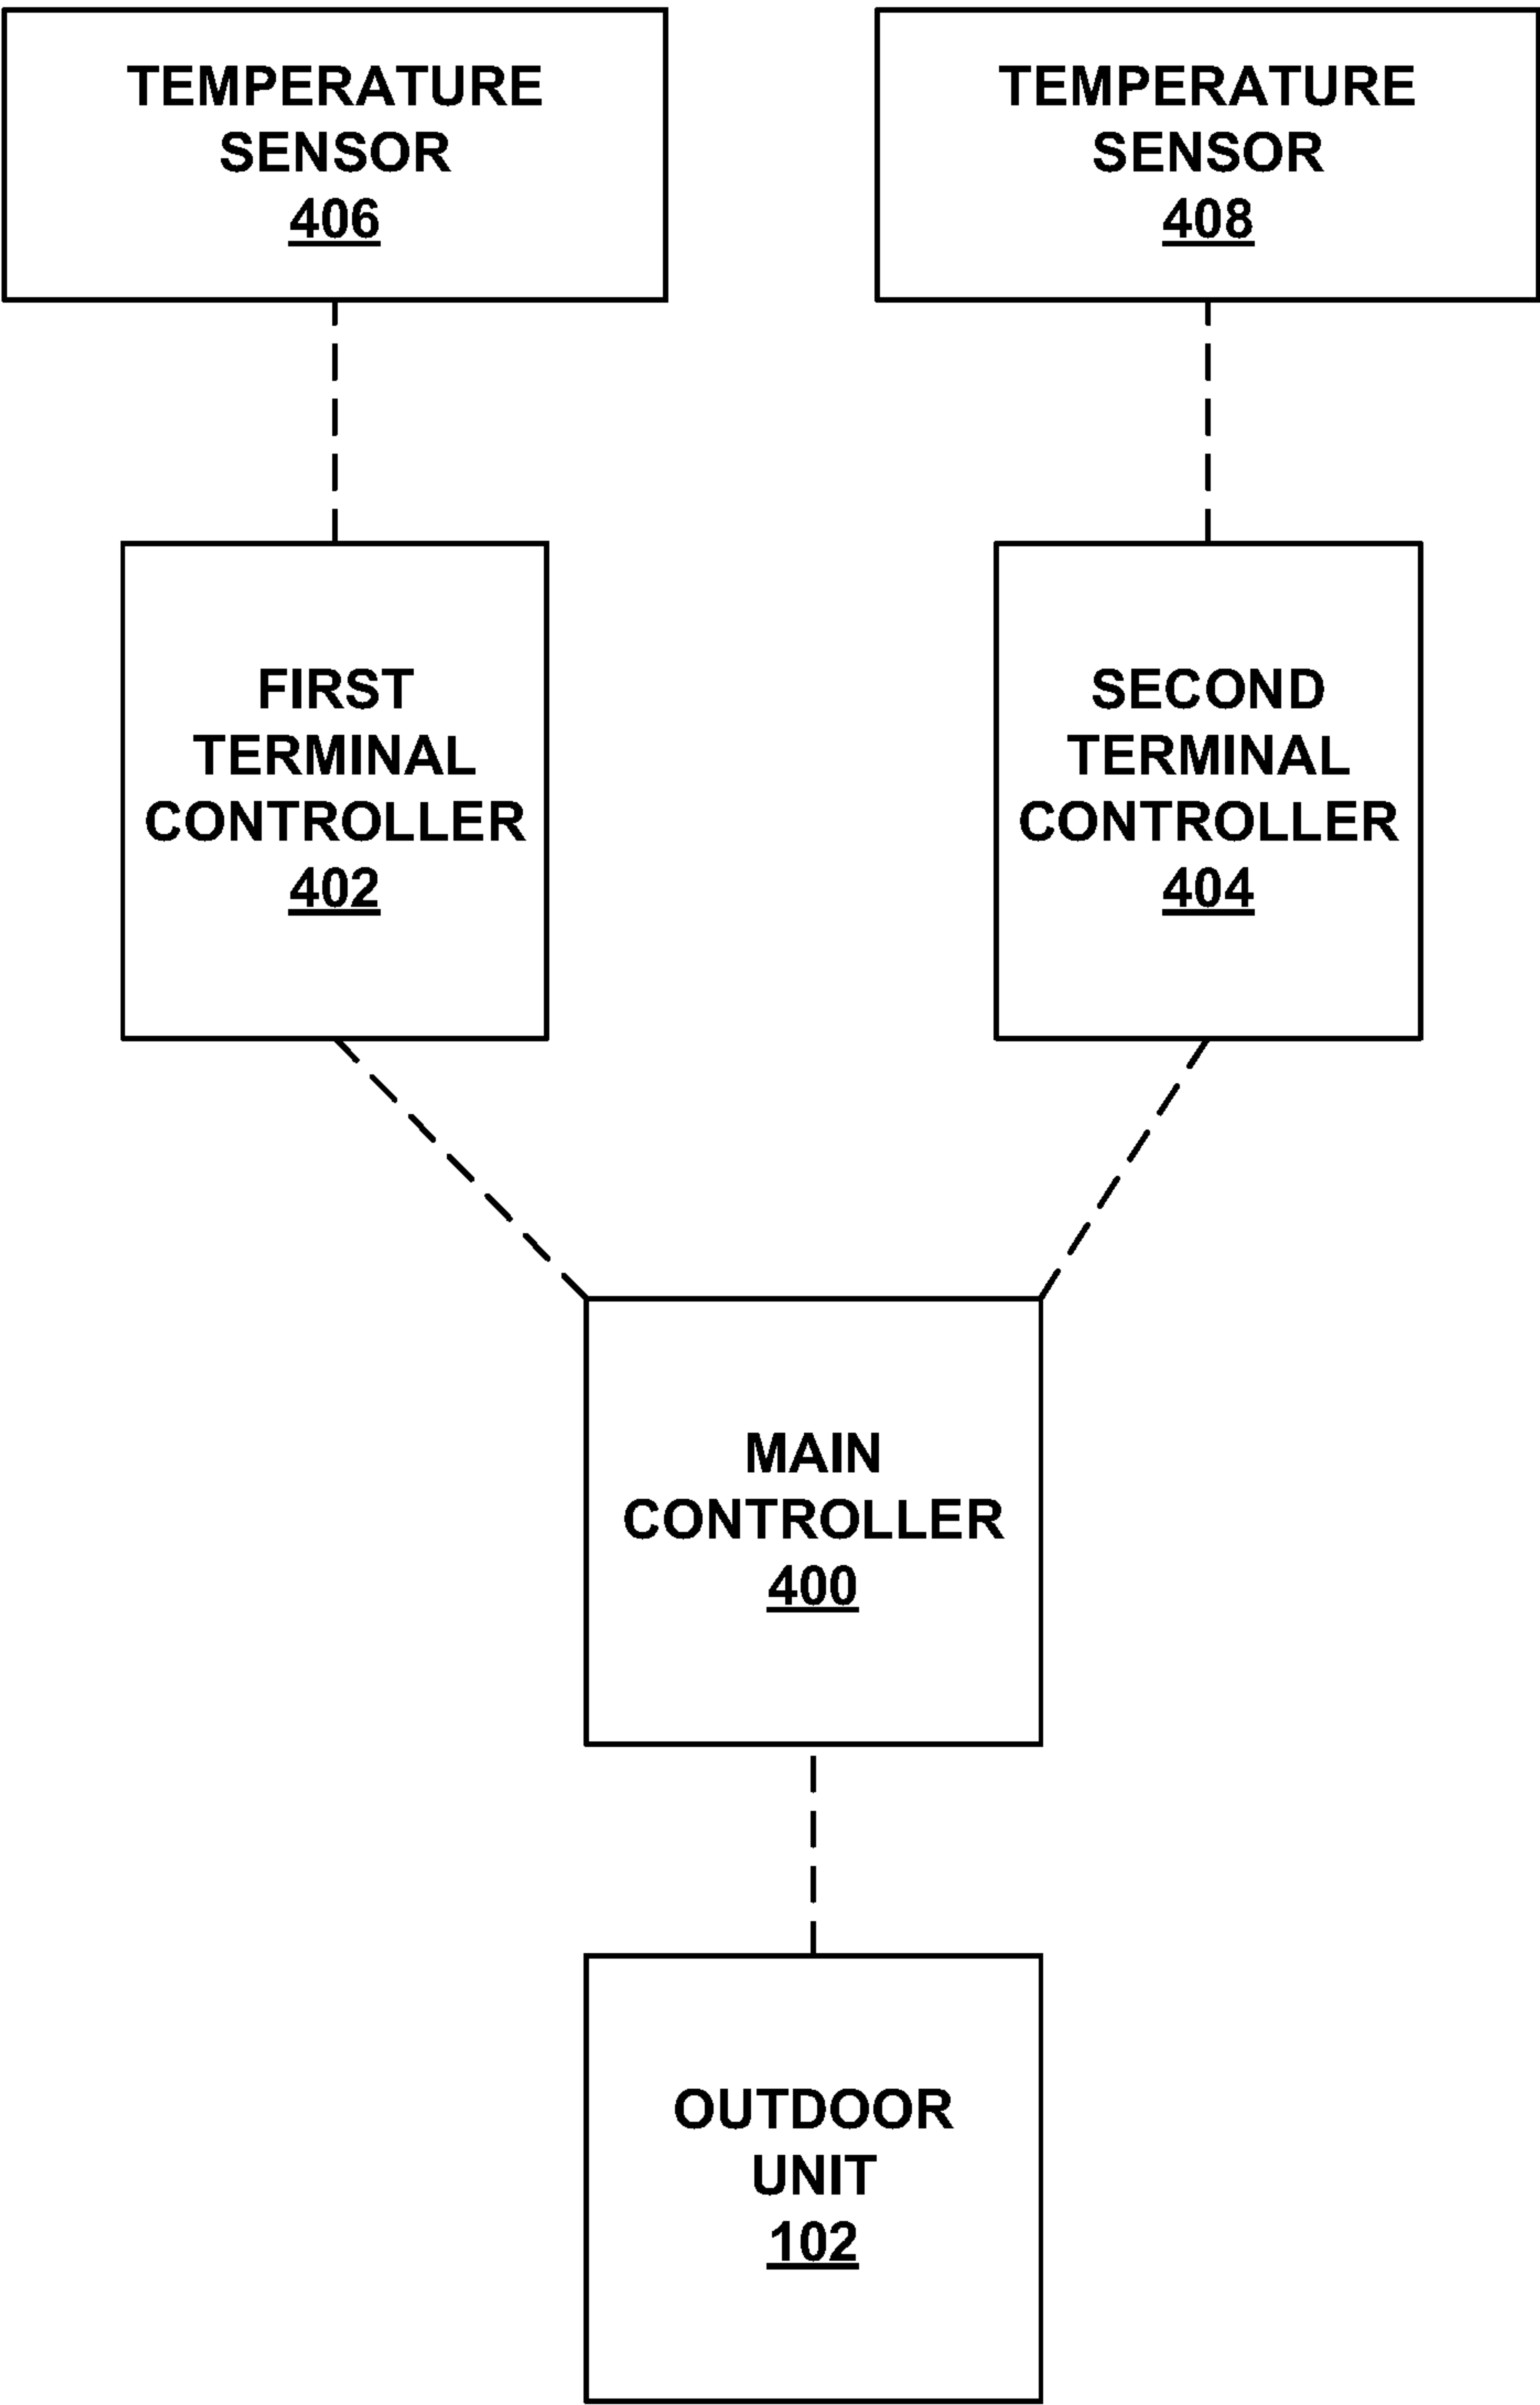 TEMPERATURE
SENSOR
406
TEMPERATURE
SENSOR
408
FIRST
TERMINAL
CONTROLLER
402
SECOND
TERMINAL
CONTROLLER
404
MAIN
CONTROLLER
400
OUTDOOR
UNIT
102